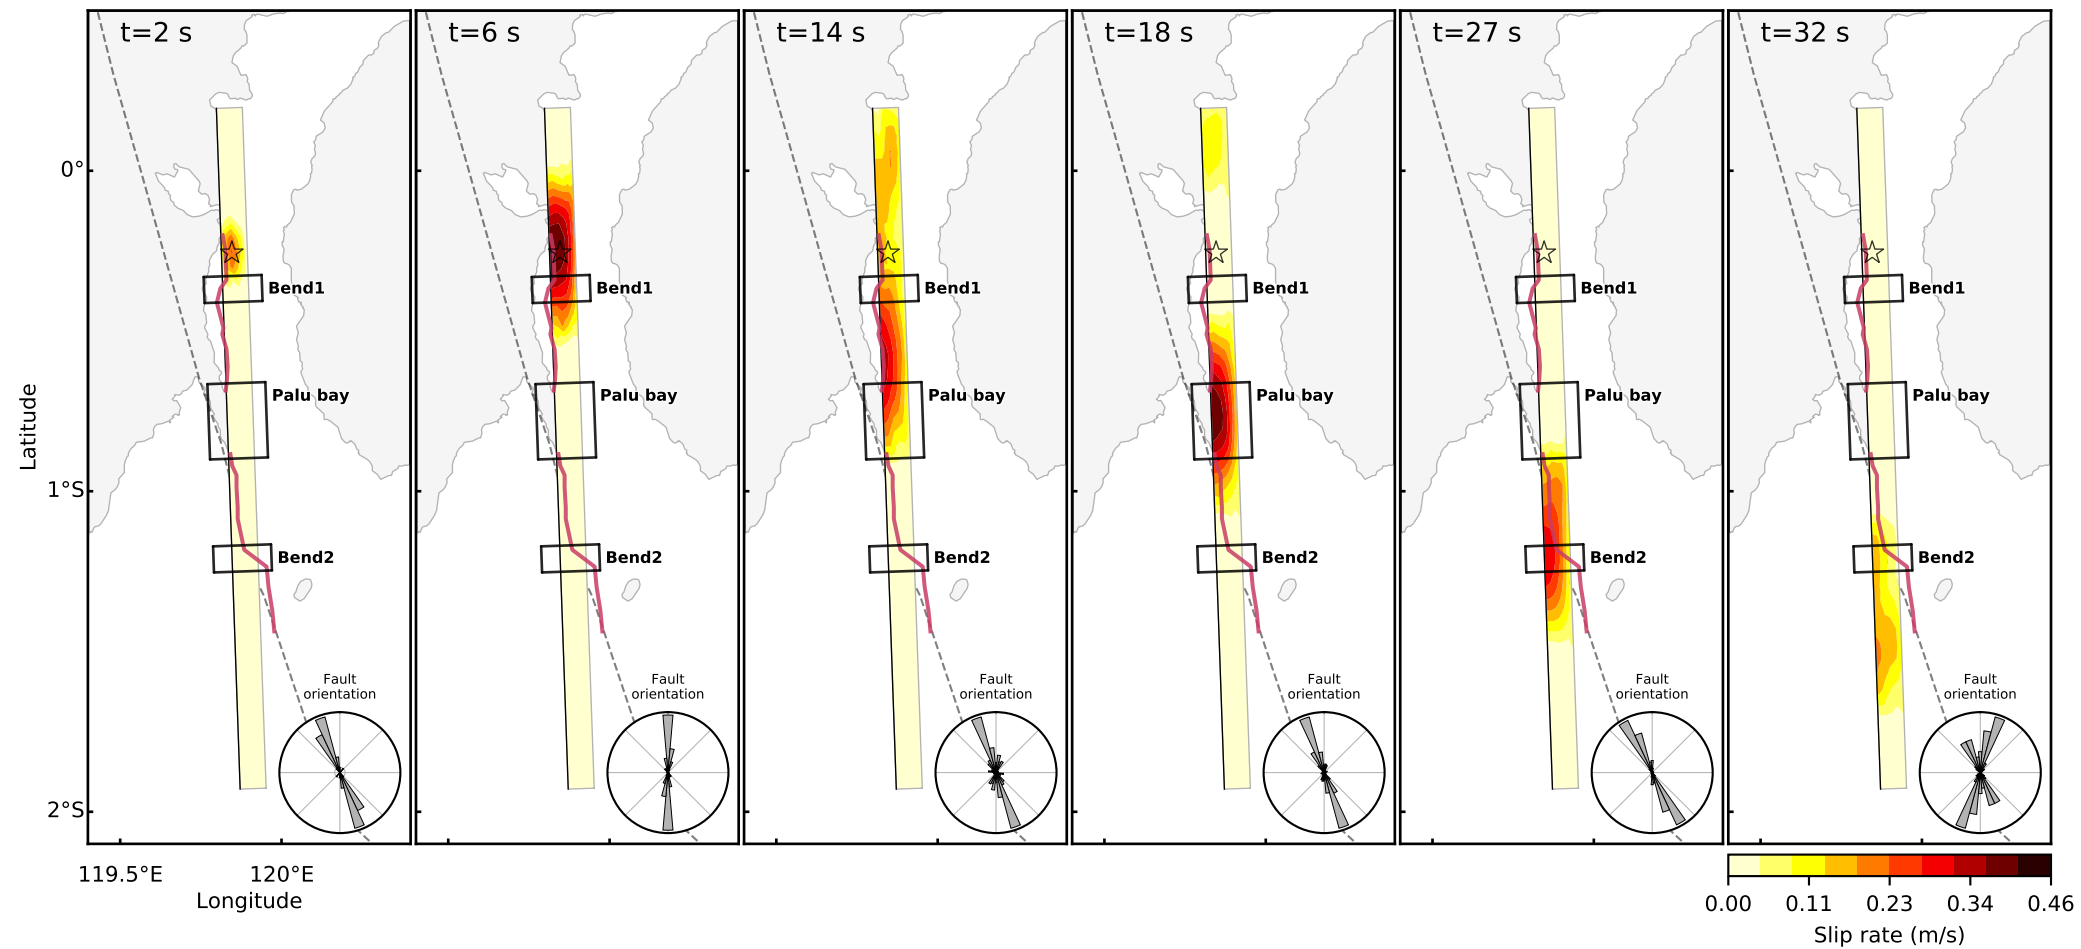 t=2 s
t=6 s
t=14 s
t=18 s
t=27 s
t=32 s
0°
1°S
2°S
Latitude
Bend1
Bend1
Bend1
Bend1
Bend1
Bend1
Palu bay
Palu bay
Palu bay
Palu bay
Palu bay
Palu bay
Bend2
Bend2
Bend2
Bend2
Bend2
Bend2
Fault
orientation
Fault
orientation
Fault
orientation
Fault
orientation
Fault
orientation
Fault
orientation
119.5°E 120°E
Longitude
0.00 0.11 0.23 0.34 0.46
Slip rate (m/s)